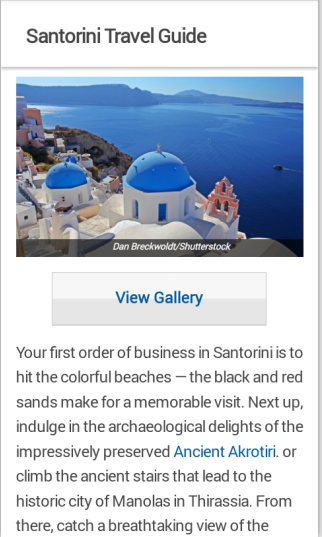 Santorini Travel Guide
Dan Breckwoldt/Shutterstock
View Gallery
Your first order of business in Santorini is to
hit the colorful beaches — the black and red
sands make for a memorable visit. Next up,
indulge in the archaeological delights of the
impressively preserved Ancient Akrotiri. or
climb the ancient stairs that lead to the
historic city of Manolas in Thirassia. From
there, catch a breathtaking view of the